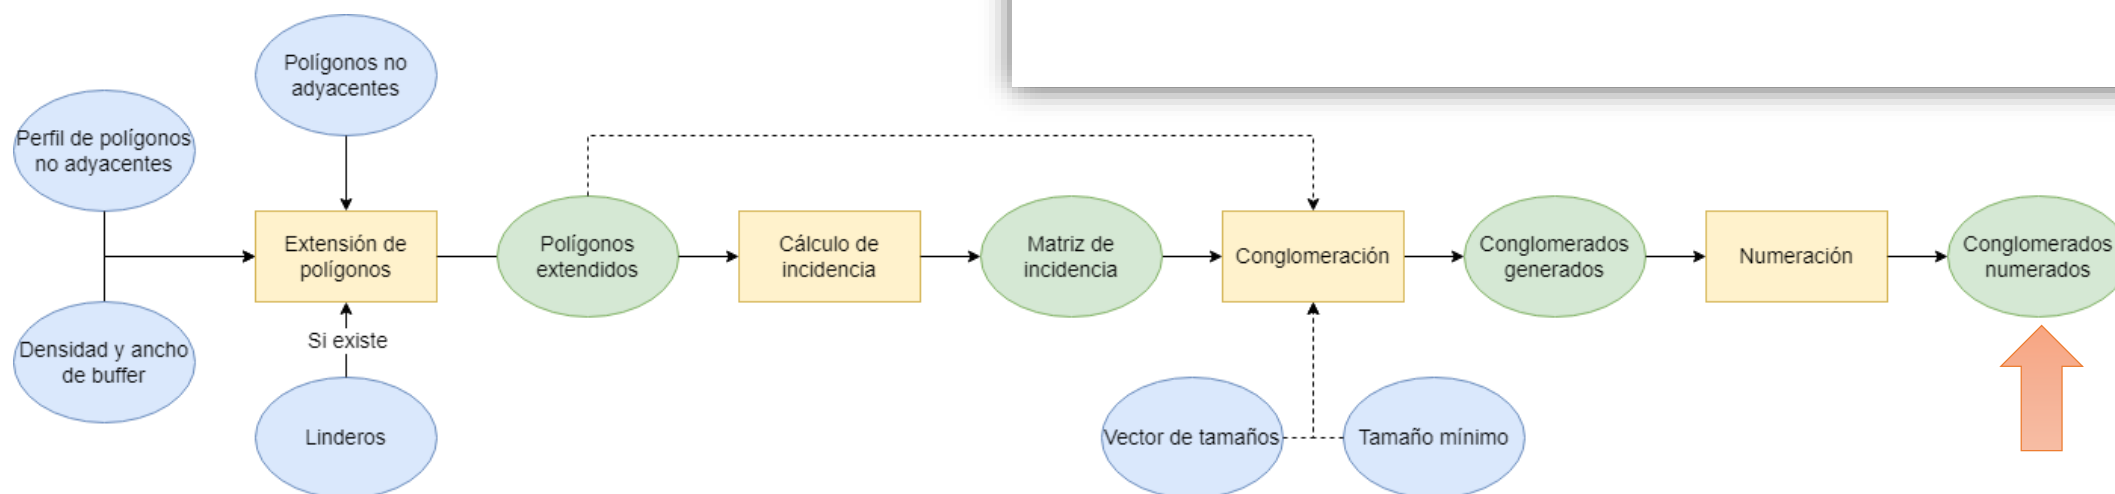 Polígonos no
adyacentes
Perfil de polígonos
no adyacentes
Extensión de
polígonos
Polígonos
extendidos
Cálculo de
incidencia
Matriz de
incidencia
Conglomeración
Conglomerados
generados
Numeración
Conglomerados
numerados
Si existe
Densidad y ancho
de buffer
Linderos
Vector de tamaños
Tamaño mínimo